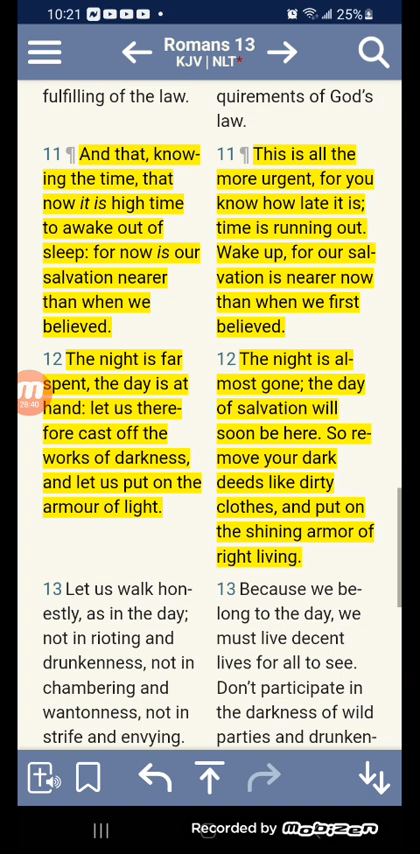 10:21 25%
Romans 13
KJV | NLT*
fulfilling of the law.
11 ¶ And that, know-
ing the time, that
now it is high time
to awake out of
sleep: for now is our
salvation nearer
than when we
believed.
12 The night is far
spent, the day is at
hand: let us there-
fore cast off the
works of darkness,
and let us put on the
armour of light.
13 Let us walk hon-
estly, as in the day;
not in rioting and
drunkenness, not in
chambering and
wantonness, not in
strife and envying.
quirements of God's
law.
11 ¶ This is all the
more urgent, for you
know how late it is;
time is running out.
Wake up, for our sal-
vation is nearer now
than when we first
believed.
12 The night is al-
most gone; the day
of salvation will
soon be here. So re-
move your dark
deeds like dirty
clothes, and put on
the shining armor of
right living.
13 Because we be-
long to the day, we
must live decent
lives for all to see.
Don't participate in
the darkness of wild
parties and drunken-
m
28:40
Recorded by mobizen